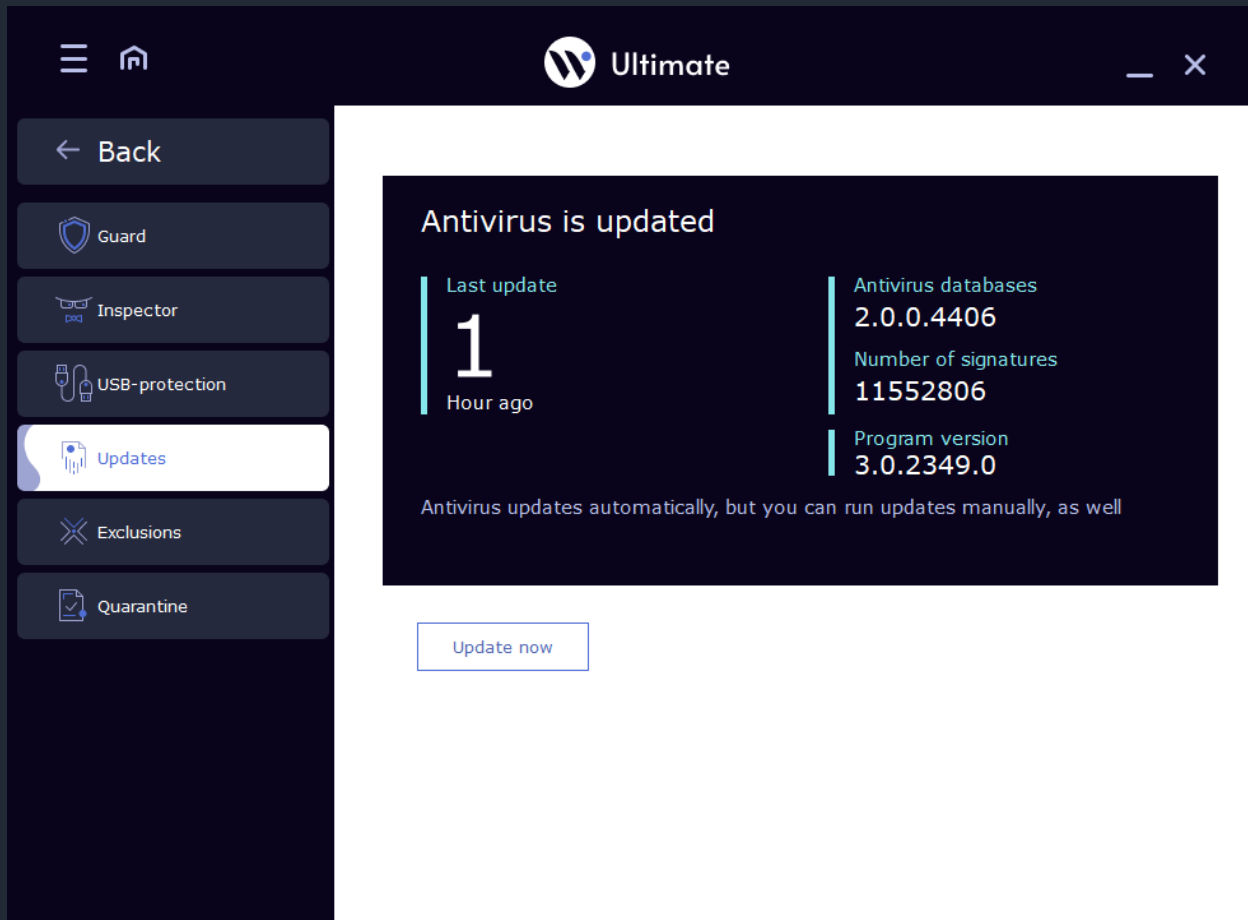 Ultimate
Back
Guard
Inspector
USB-protection
Updates
Exclusions
Quarantine
Antivirus is updated
Last update
1
Hour ago
Antivirus databases
2.0.0.4406
Number of signatures
11552806
Program version
3.0.2349.0
Antivirus updates automatically, but you can run updates manually, as well
Update now